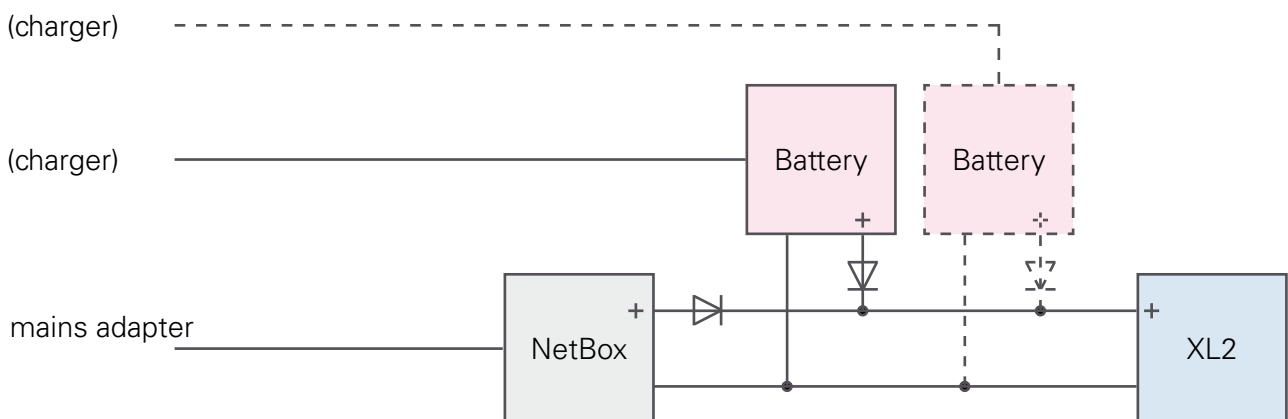 (charger)
(charger)
Battery
Battery
+
+
mains adapter
NetBox
+
+
XL2